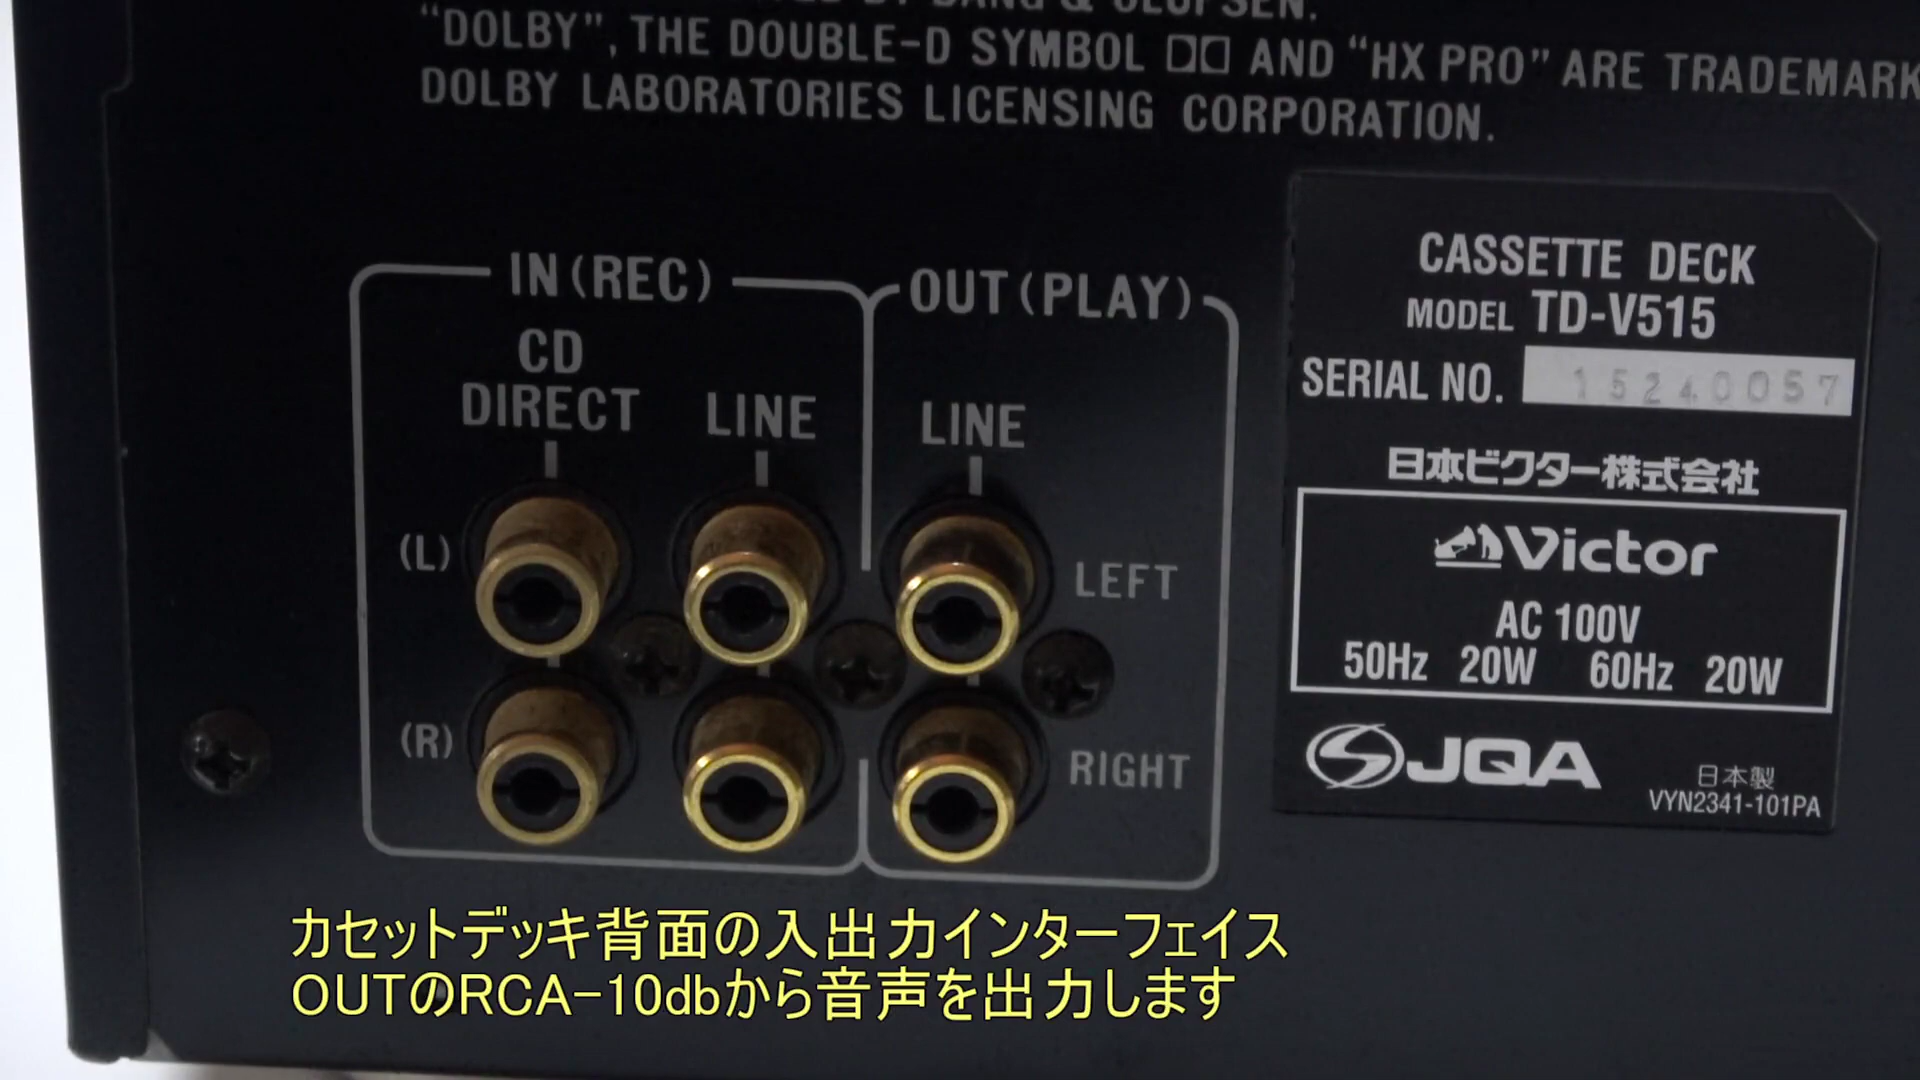 BANG & OLUFSEN.
"DOLBY", THE DOUBLE-D SYMBOL AND "HX PRO" ARE TRADEMARK
DOLBY LABORATORIES LICENSING CORPORATION.
IN (REC)
OUT (PLAY)
CD
DIRECT
LINE
LINE
(L)
LEFT
(R)
RIGHT
CASSETTE DECK
MODEL TD-V515
SERIAL NO. 15240057
日本ビクター株式会社
Victor
AC 100V
50Hz 20W 60Hz 20W
JQA
日本製
VYN2341-101PA
カセットデッキ背面の入出力インターフェイス
OUTのRCA-10dbから音声を出力します